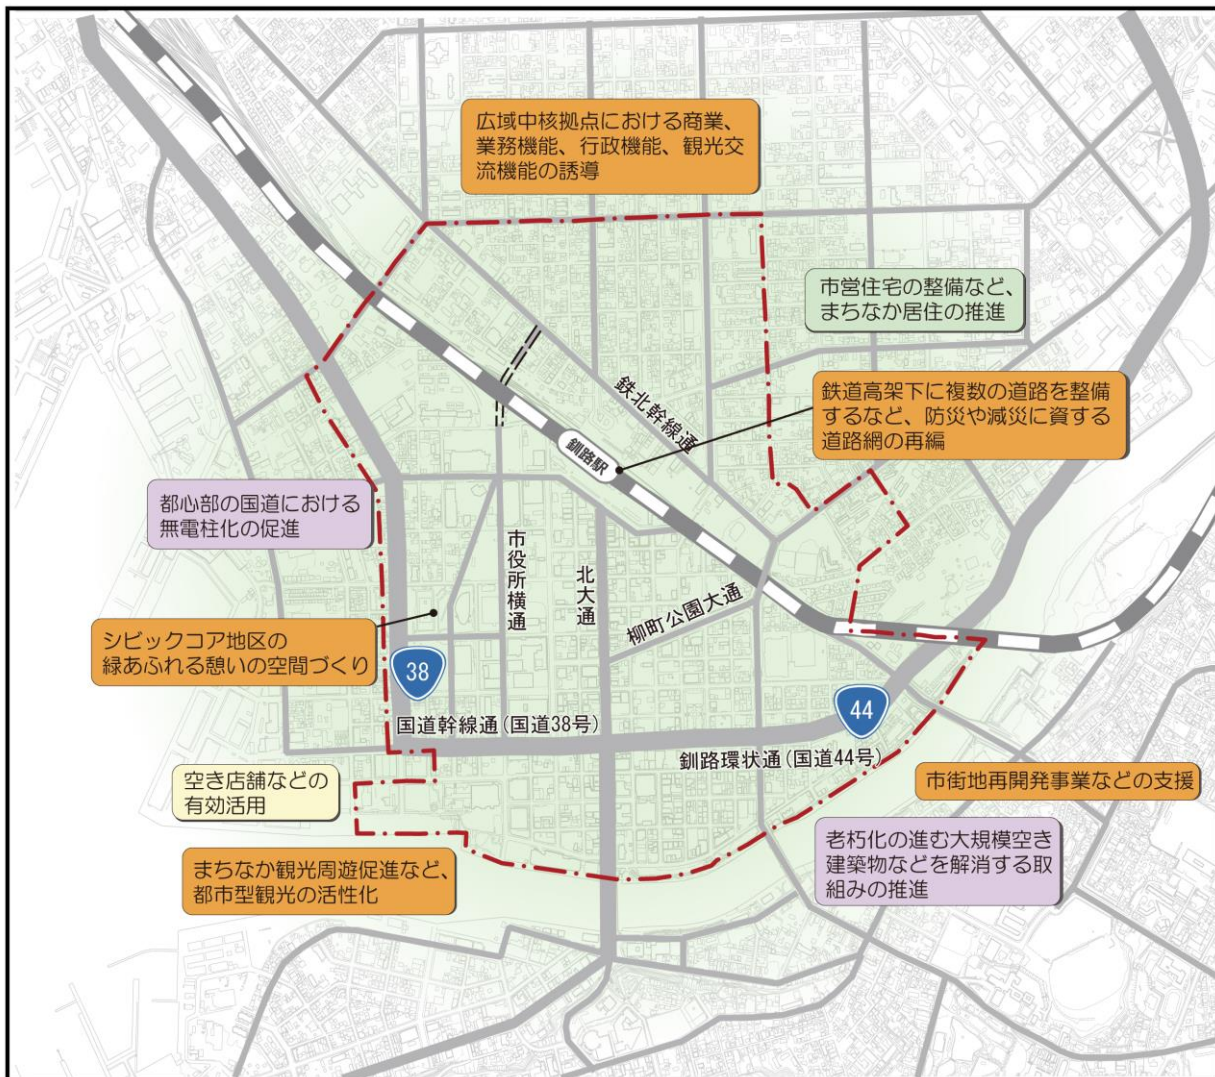 広域中核拠点における商業、
業務機能、行政機能、観光交
流機能の誘導
市営住宅の整備など、
まちなか居住の推進
鉄道高架下に複数の道路を整備
するなど、防災や減災に資する
道路網の再編
鉄北幹線通
釧路駅
都心部の国道における
無電柱化の促進
市役所横通
北大通
柳町公園大通
シビックコア地区の
緑あふれる憩いの空間づくり
38
44
国道幹線通(国道38号)
釧路環状通(国道44号)
空き店舗などの
有効活用
市街地再開発事業などの支援
まちなか観光周遊促進など、
都市型観光の活性化
老朽化の進む大規模空き
建築物などを解消する取
組みの推進